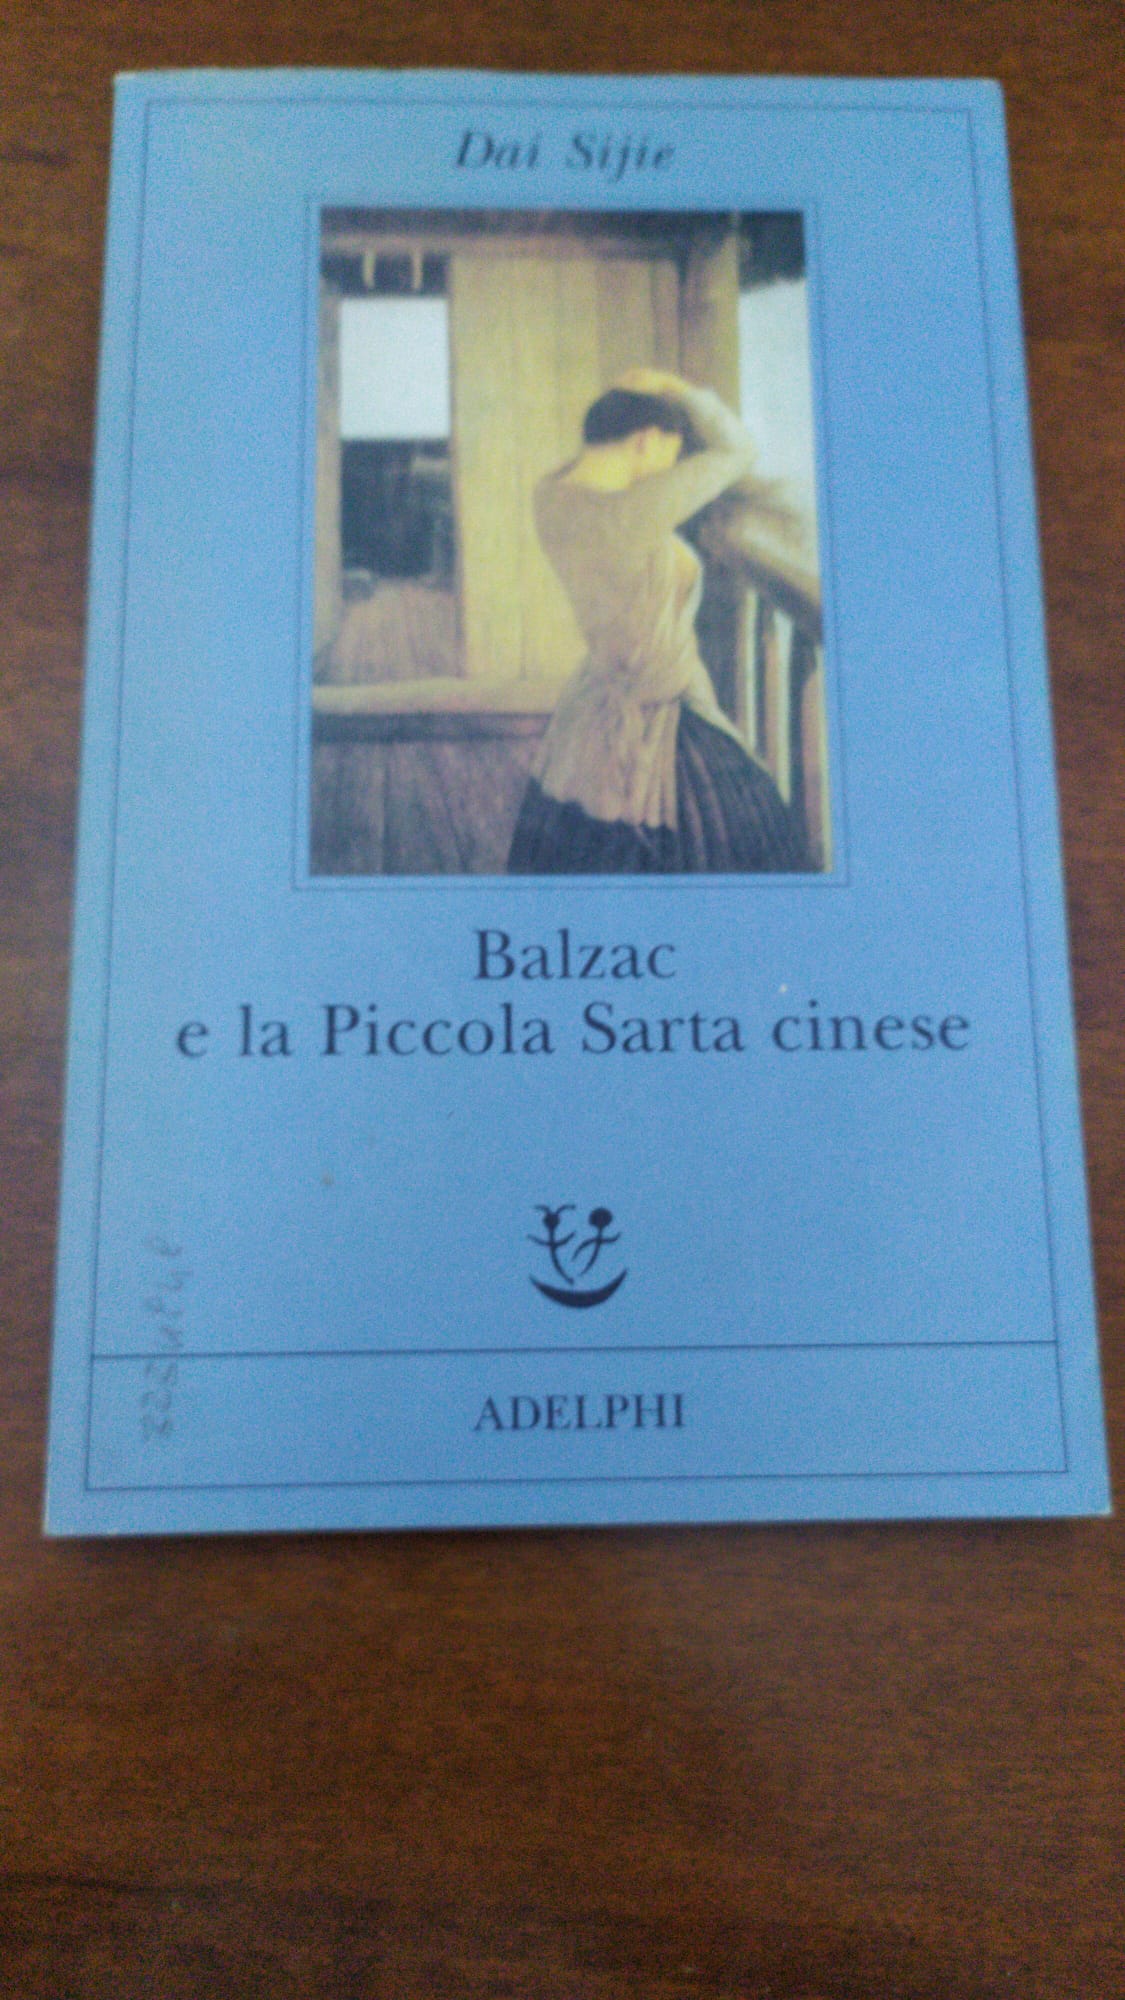 Dai Sijie
Balzac
e la Piccola Sarta cinese
ADELPHI